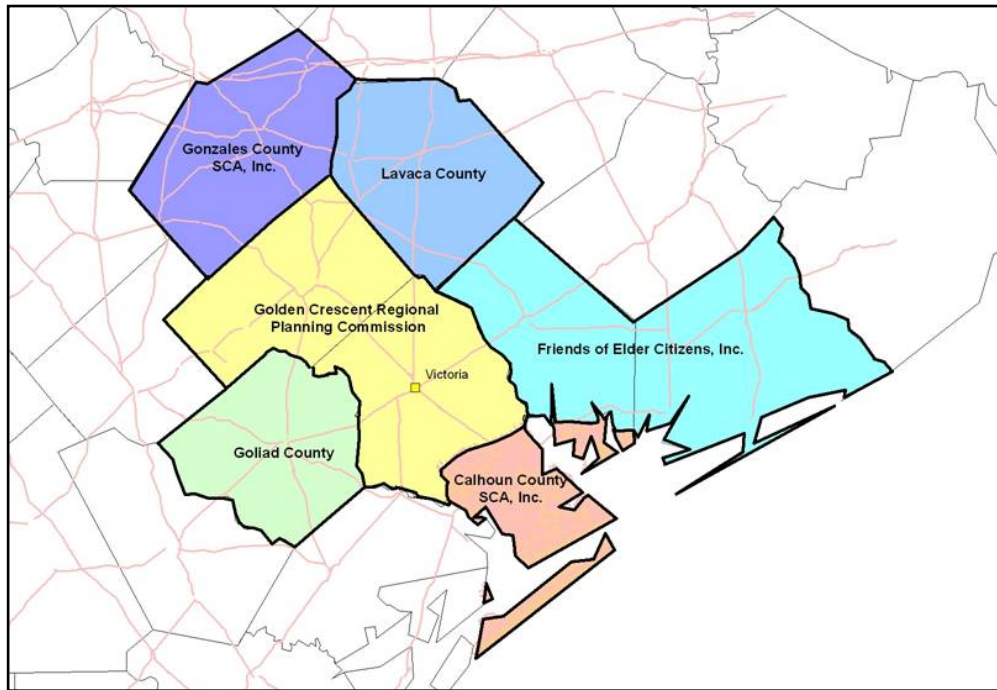 Gonzales County
SCA, Inc.
Lavaca County
Golden Crescent Regional
Planning Commission
Friends of Elder Citizens, Inc.
Victoria
Goliad County
Calhoun County
SCA, Inc.